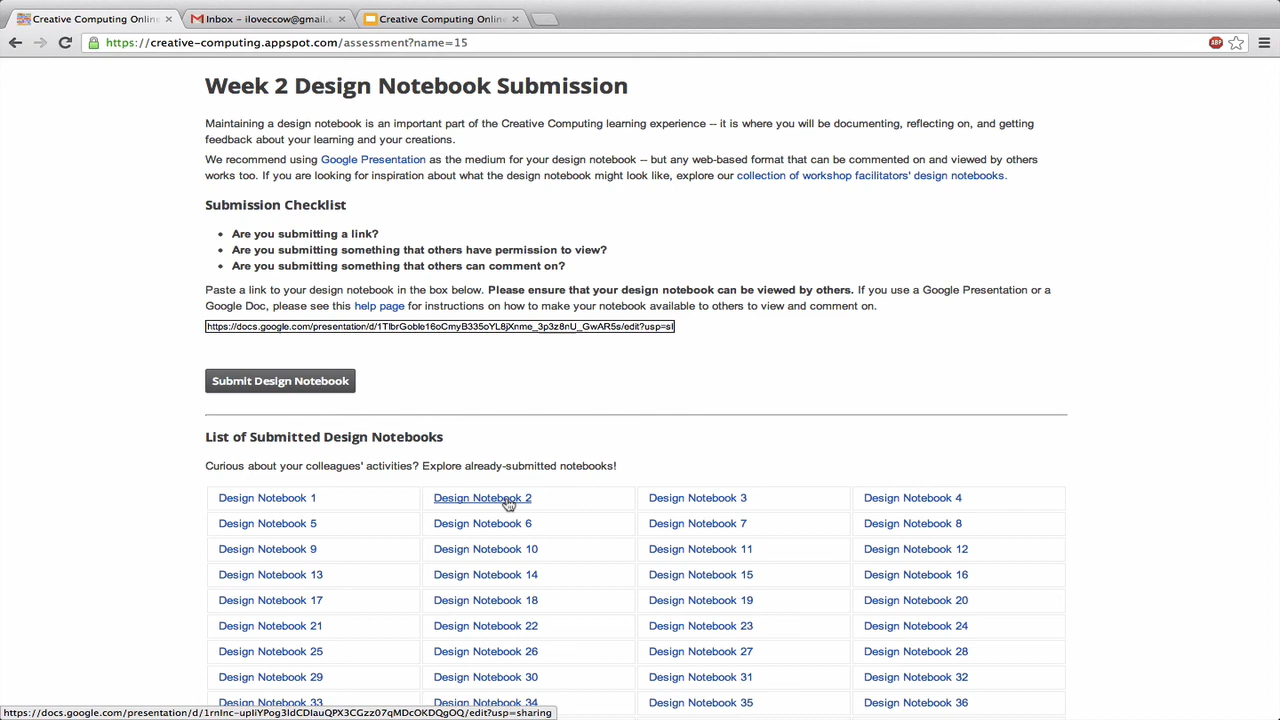 Creative Computing Online
Inbox – iloveccow@gmail.
Creative Computing Online
https://creative-computing.appspot.com/assessment?name=15
ABP
Week 2 Design Notebook Submission
Maintaining a design notebook is an important part of the Creative Computing learning experience -- it is where you will be documenting, reflecting on, and getting
feedback about your learning and your creations.
We recommend using Google Presentation as the medium for your design notebook -- but any web-based format that can be commented on and viewed by others
works too. If you are looking for inspiration about what the design notebook might look like, explore our collection of workshop facilitators' design notebooks.
Submission Checklist
• Are you submitting a link?
• Are you submitting something that others have permission to view?
• Are you submitting something that others can comment on?
Paste a link to your design notebook in the box below. Please ensure that your design notebook can be viewed by others. If you use a Google Presentation or a
Google Doc, please see this help page for instructions on how to make your notebook available to others to view and comment on.
Submit Design Notebook
List of Submitted Design Notebooks
Curious about your colleagues' activities? Explore already-submitted notebooks!
Design Notebook 1 Design Notebook 2 Design Notebook 3 Design Notebook 4
Design Notebook 5 Design Notebook 6 Design Notebook 7 Design Notebook 8
Design Notebook 9 Design Notebook 10 Design Notebook 11 Design Notebook 12
Design Notebook 13 Design Notebook 14 Design Notebook 15 Design Notebook 16
Design Notebook 17 Design Notebook 18 Design Notebook 19 Design Notebook 20
Design Notebook 21 Design Notebook 22 Design Notebook 23 Design Notebook 24
Design Notebook 25 Design Notebook 26 Design Notebook 27 Design Notebook 28
Design Notebook 29 Design Notebook 30 Design Notebook 31 Design Notebook 32
Design Notebook 33 Design Notebook 34 Design Notebook 35 Design Notebook 36